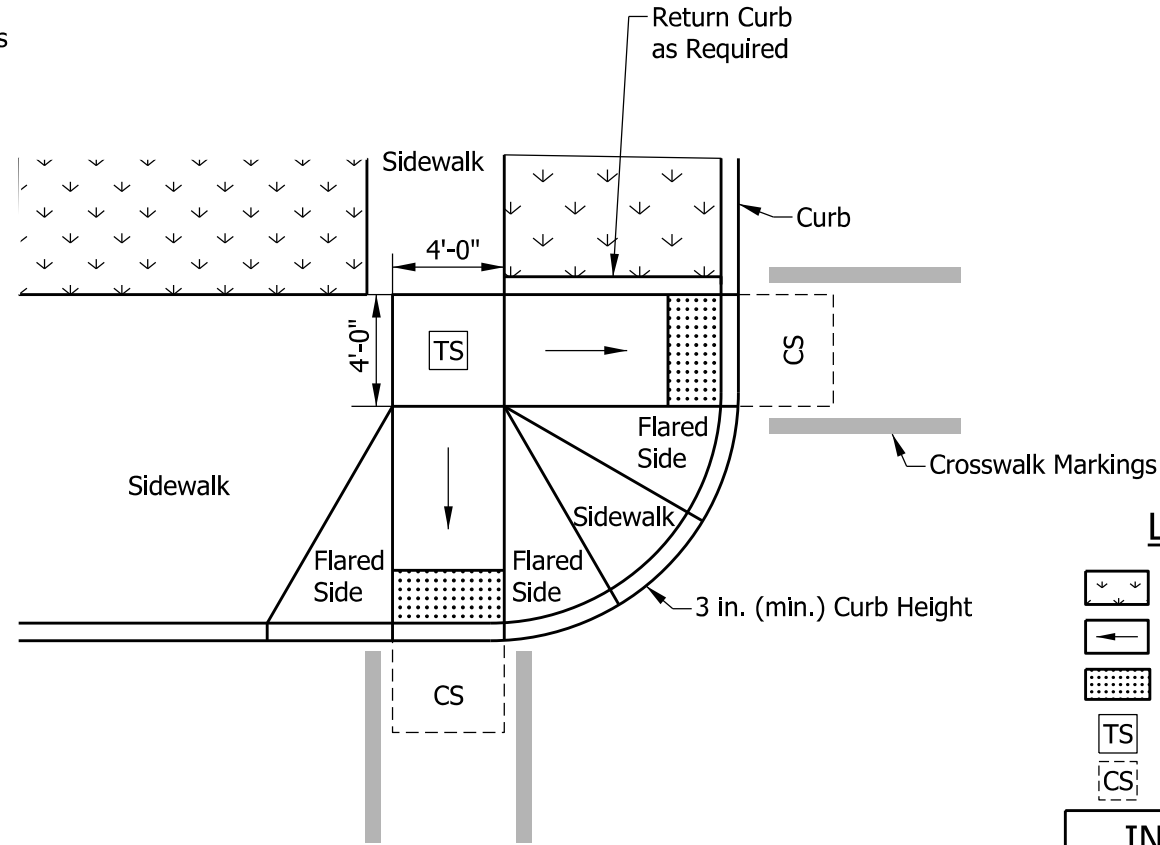 Return Curb
as Required
s
Sidewalk
Curb
4'-0"
4'-0"
TS
CS
Flared
Side
Crosswalk Markings
Sidewalk
Sidewalk
Flared
Side
Flared
Side
3 in. (min.) Curb Height
CS
L
TS
CS
IN